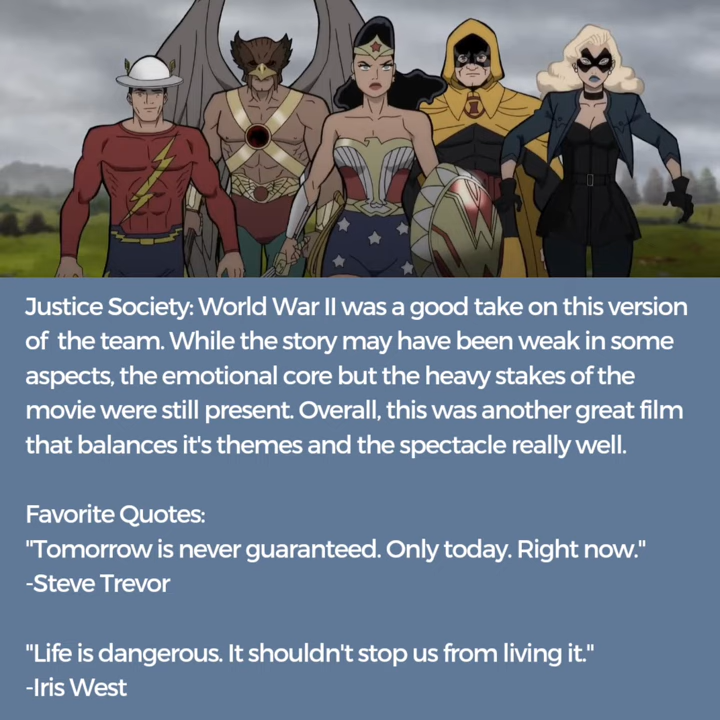 Justice Society: World War II was a good take on this version
of the team. While the story may have been weak in some
aspects, the emotional core but the heavy stakes of the
movie were still present. Overall, this was another great film
that balances it's themes and the spectacle really well.
Favorite Quotes:
"Tomorrow is never guaranteed. Only today. Right now."
-Steve Trevor
"Life is dangerous. It shouldn't stop us from living it."
-Iris West